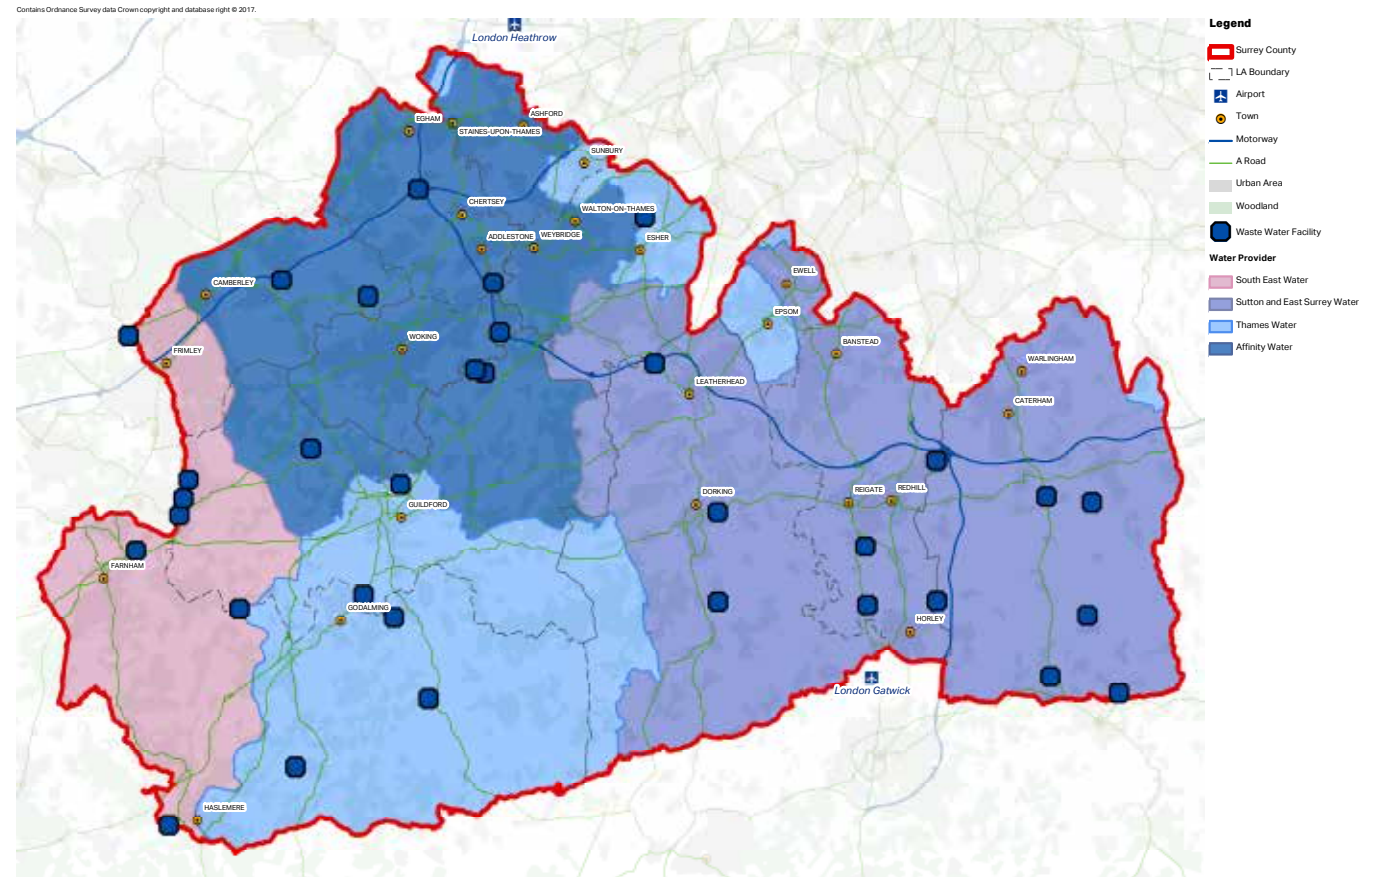 Contains Ordnance Survey data Crown copyright and database right © 2017.
London Heathrow
EGHAM
ASHFORD
STAINES-UPON-THAMES
SUNBURY
CHERTSEY
WALTON-ON-THAMES
ADDLESTONE
WEYBRIDGE
ESHER
CAMBERLEY
EWELL
EPSOM
FRIMLEY
WOKING
BANSTEAD
WARLINGHAM
LEATHERHEAD
CATERHAM
GUILDFORD
DORKING
REIGATE
REDHILL
FARNHAM
GODALMING
HORLEY
London Gatwick
HASLEMERE
Legend
Surrey County
LA Boundary
Airport
Town
Motorway
A Road
Urban Area
Woodland
Waste Water Facility
Water Provider
South East Water
Sutton and East Surrey Water
Thames Water
Affinity Water